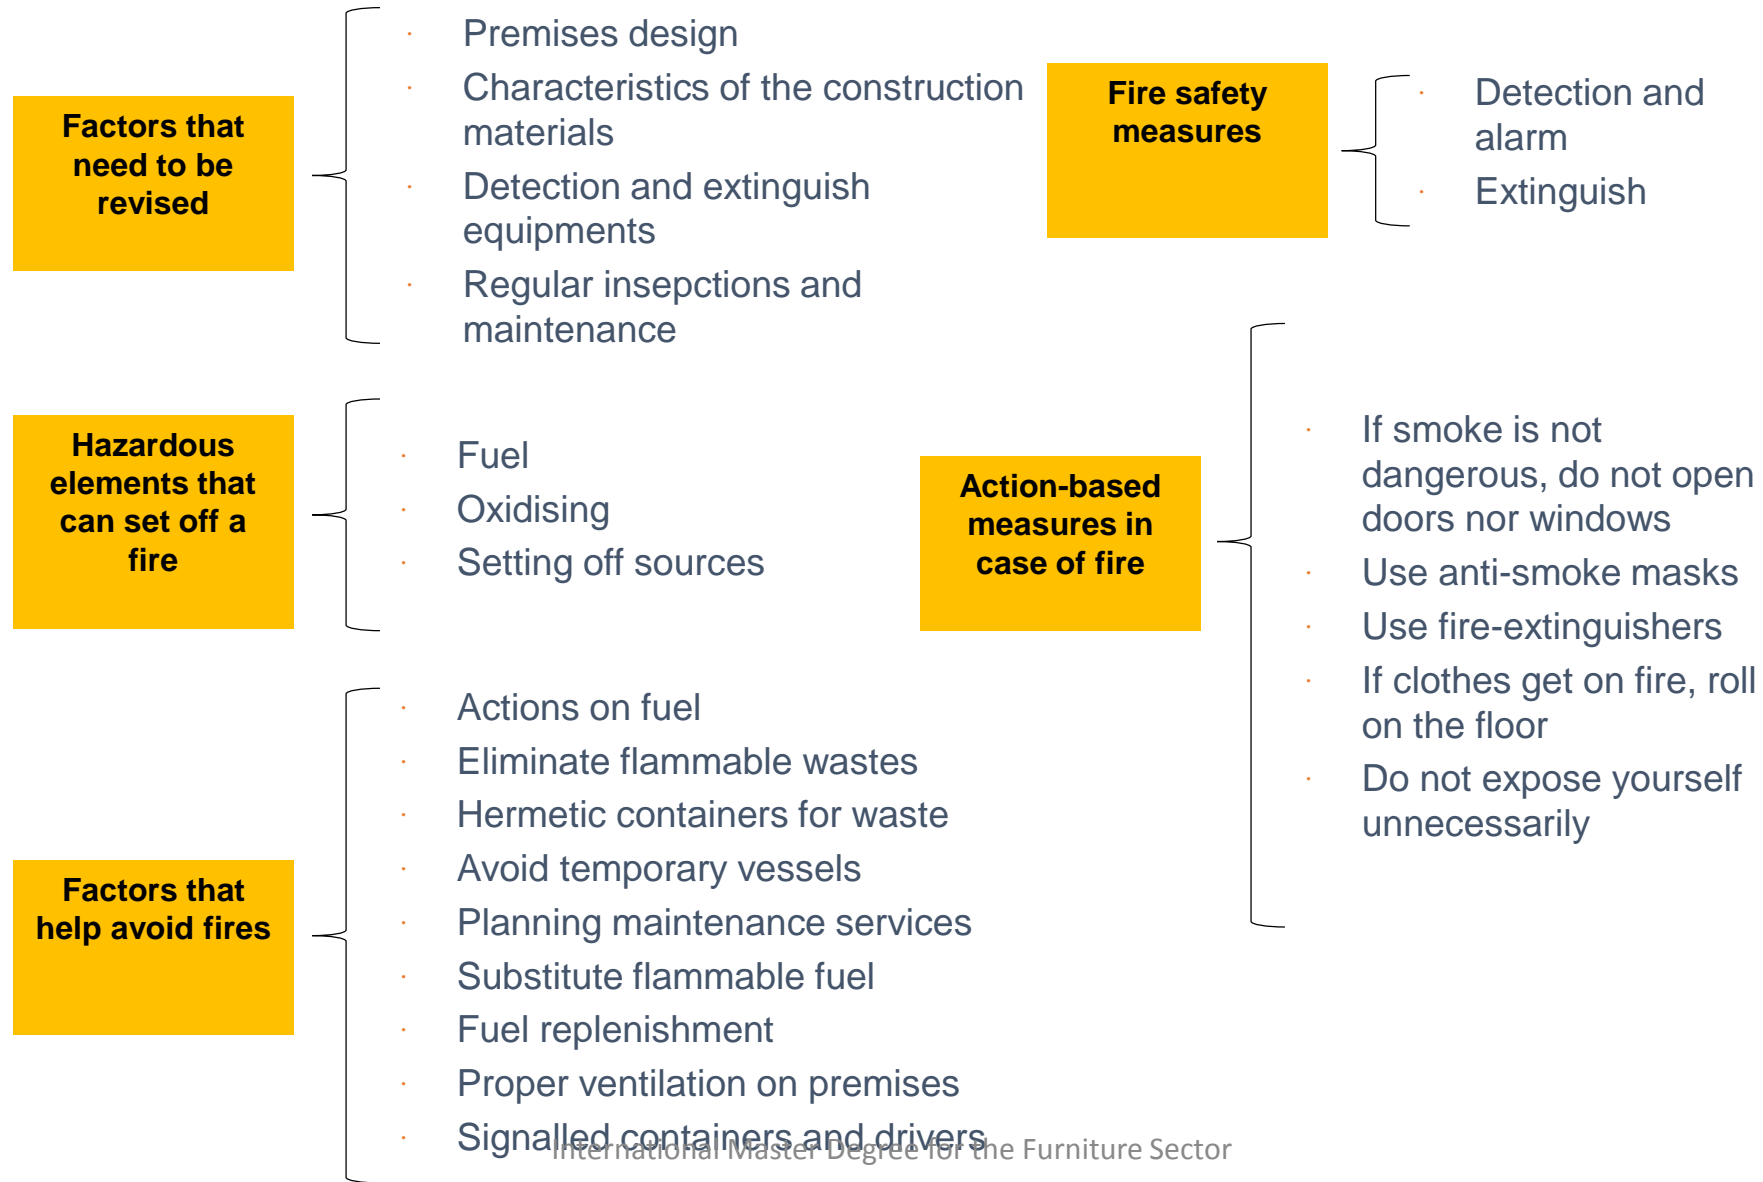 Factors that
need to be
revised
Premises design
Characteristics of the construction
materials
Detection and extinguish
equipments
Regular insepctions and
maintenance
Fire safety
measures
Detection and
alarm
Extinguish
Hazardous
elements that
can set off a
fire
Fuel
Oxidising
Setting off sources
Action-based
measures in
case of fire
If smoke is not
dangerous, do not open
doors nor windows
Use anti-smoke masks
Use fire-extinguishers
If clothes get on fire, roll
on the floor
Do not expose yourself
unnecessarily
Factors that
help avoid fires
Actions on fuel
Eliminate flammable wastes
Hermetic containers for waste
Avoid temporary vessels
Planning maintenance services
Substitute flammable fuel
Fuel replenishment
Proper ventilation on premises
Signalled containers and drivers
International Master Degree for the Furniture Sector